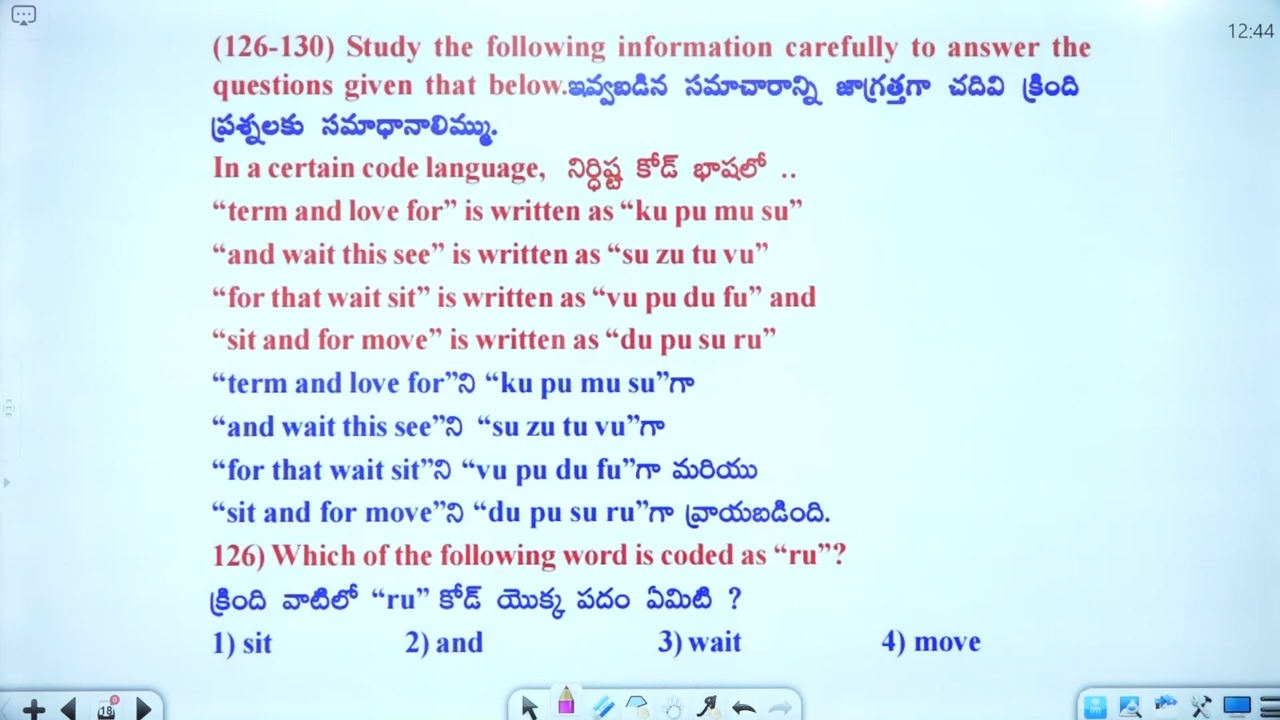 12:44
(126-130) Study the following information carefully to answer the
questions given that below.ఇవ్వబడిన సమాచారాన్ని జాగ్రత్తగా చదివి క్రింది
ప్రశ్నలకు సమాధానాలిమ్ము.
In a certain code language, నిర్ధిష్ట కోడ్ భాషలో ..
“term and love for” is written as “ku pu mu su”
“and wait this see” is written as “su zu tu vu”
“for that wait sit” is written as “vu pu du fu” and
“sit and for move” is written as “du pu su ru”
“term and love for”ని “ku pu mu su”గా
“and wait this see”ని “su zu tu vu”గా
“for that wait sit”ని “vu pu du fu”గా మరియు
“sit and for move”ని “du pu su ru”గా వ్రాయబడింది.
126) Which of the following word is coded as “ru”?
క్రింది వాటిలో “ru” కోడ్ యొక్క పదం ఏమిటి ?
1) sit 2) and 3) wait 4) move
18